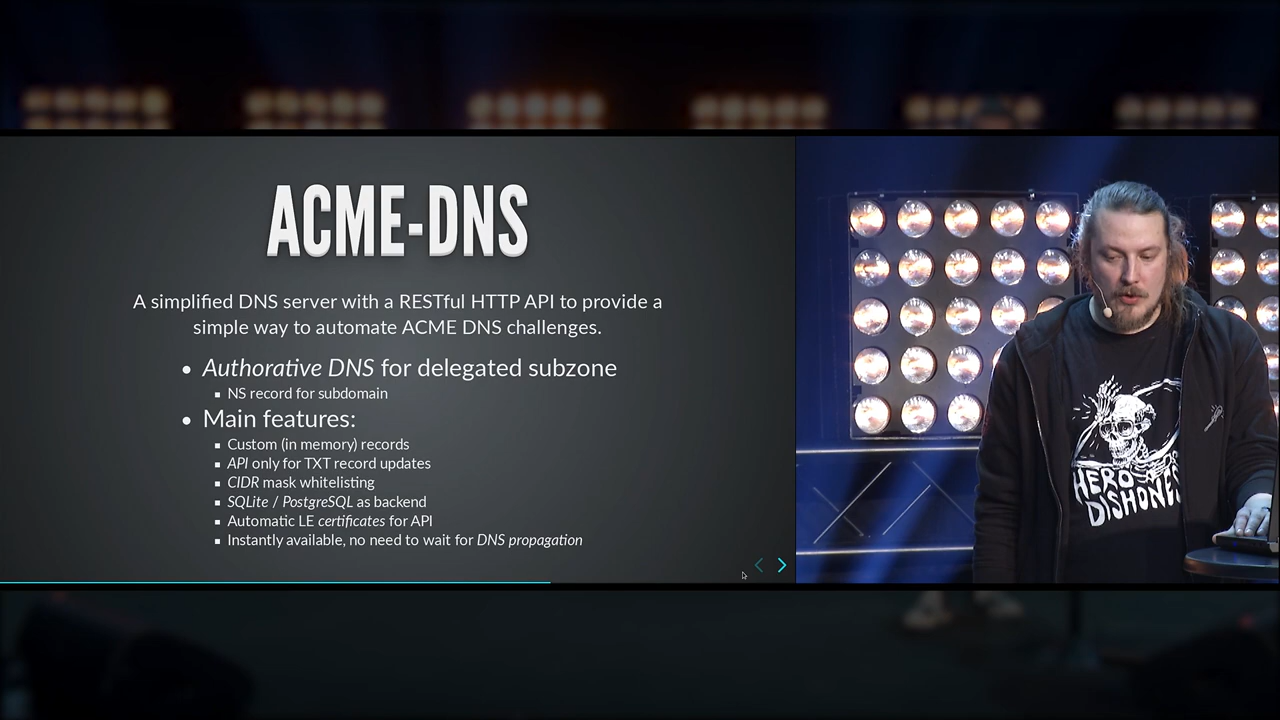 ACME-DNS
A simplified DNS server with a RESTful HTTP API to provide a
simple way to automate ACME DNS challenges.
Authorative DNS for delegated subzone
NS record for subdomain
Main features:
Custom (in memory) records
API only for TXT record updates
CIDR mask whitelisting
SQLite / PostgreSQL as backend
Automatic LE certificates for API
Instantly available, no need to wait for DNS propagation
HERO
DISHONES